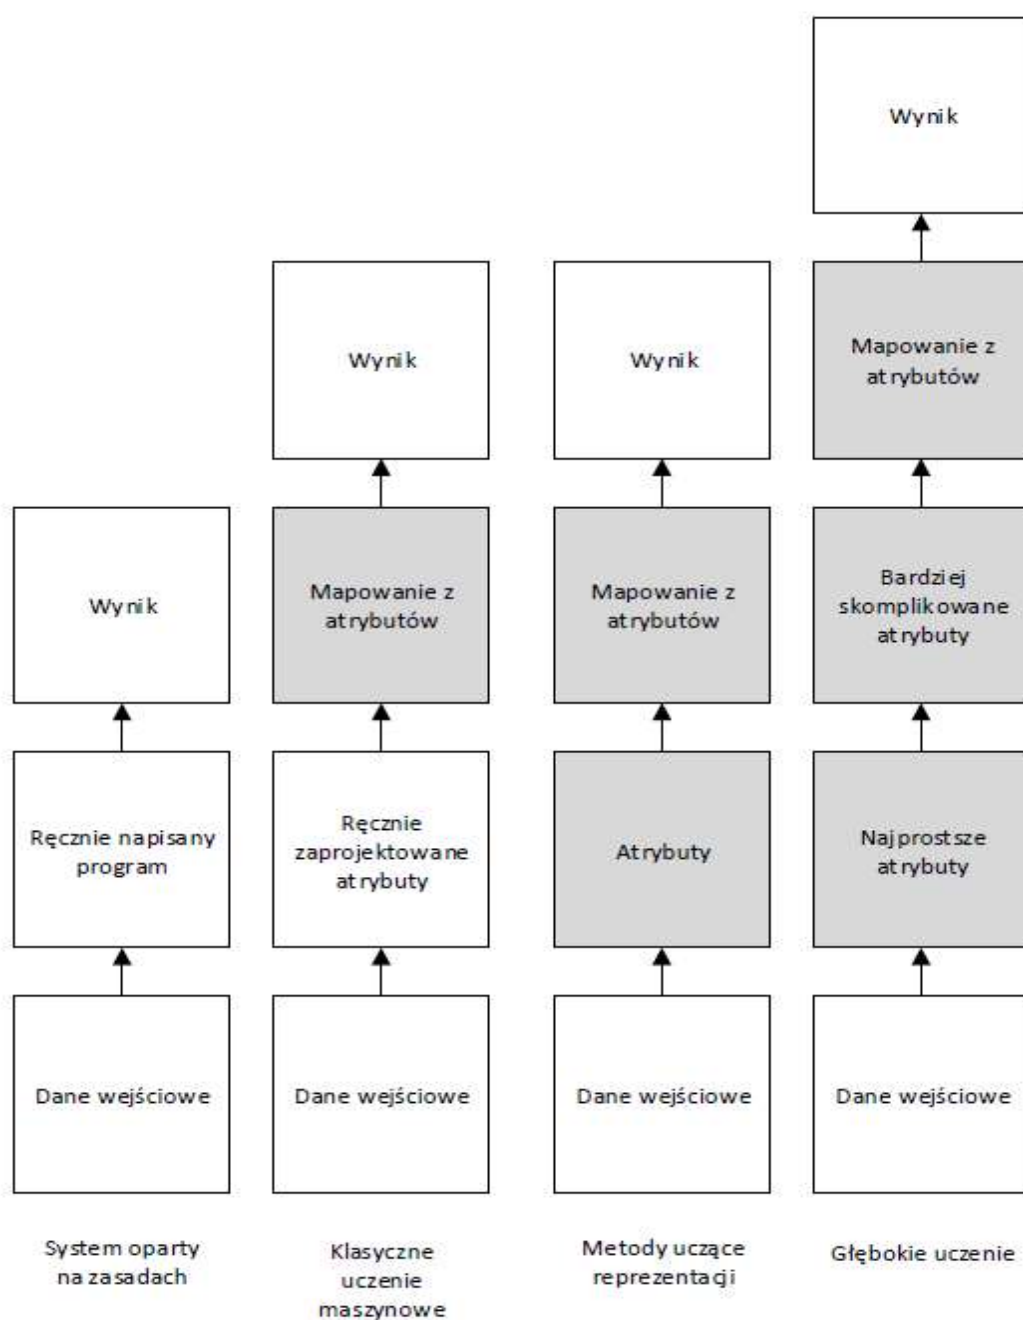 Wynik
Mapowanie z
atrybutów
Bardziej
skomplikowane
atrybuty
Najprostsze
atrybuty
Dane wejściowe
Głębokie uczenie
Wynik
Mapowanie z
atrybutów
Atrybuty
Dane wejściowe
Metody uczące
reprezentacji
Wynik
Mapowanie z
atrybutów
Ręcznie
zaprojektowane
atrybuty
Dane wejściowe
Klasyczne
uczenie
maszynowe
Wynik
Ręcznie napisany
program
Dane wejściowe
System oparty
na zasadach